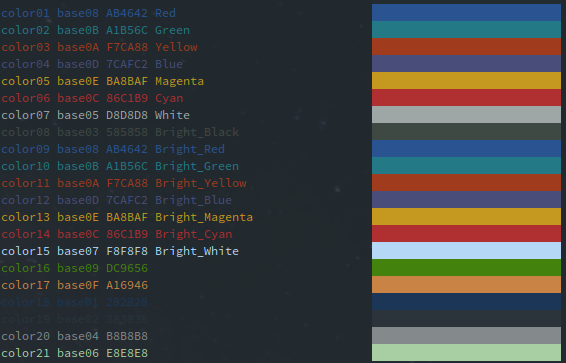 color01 base08 AB4642 Red
color02 base0B A1B56C Green
color03 base0A F7CA88 Yellow
color04 base0D 7CAFC2 Blue
color05 base0E BA8BAF Magenta
color06 base0C 86C1B9 Cyan
color07 base05 D8D8D8 White
color08 base03 585858 Bright_Black
color09 base08 AB4642 Bright_Red
color10 base0B A1B56C Bright_Green
color11 base0A F7CA88 Bright_Yellow
color12 base0D 7CAFC2 Bright_Blue
color13 base0E BA8BAF Bright_Magenta
color14 base0C 86C1B9 Bright_Cyan
color15 base07 F8F8F8 Bright_White
color16 base09 DC9656
color17 base0F A16946
color18 base01 282828
color20 base04 B8B8B8
color21 base06 E8E8E8